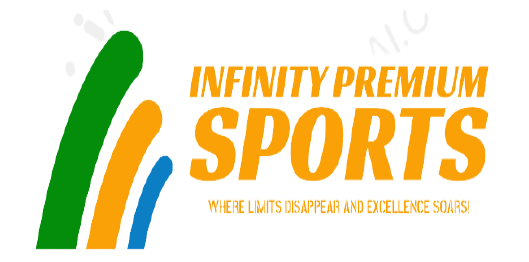 INFINITY PREMIUM
SPORTS
WHERE LIMITS DISAPPEAR AND EXCELLENCE SOARS!